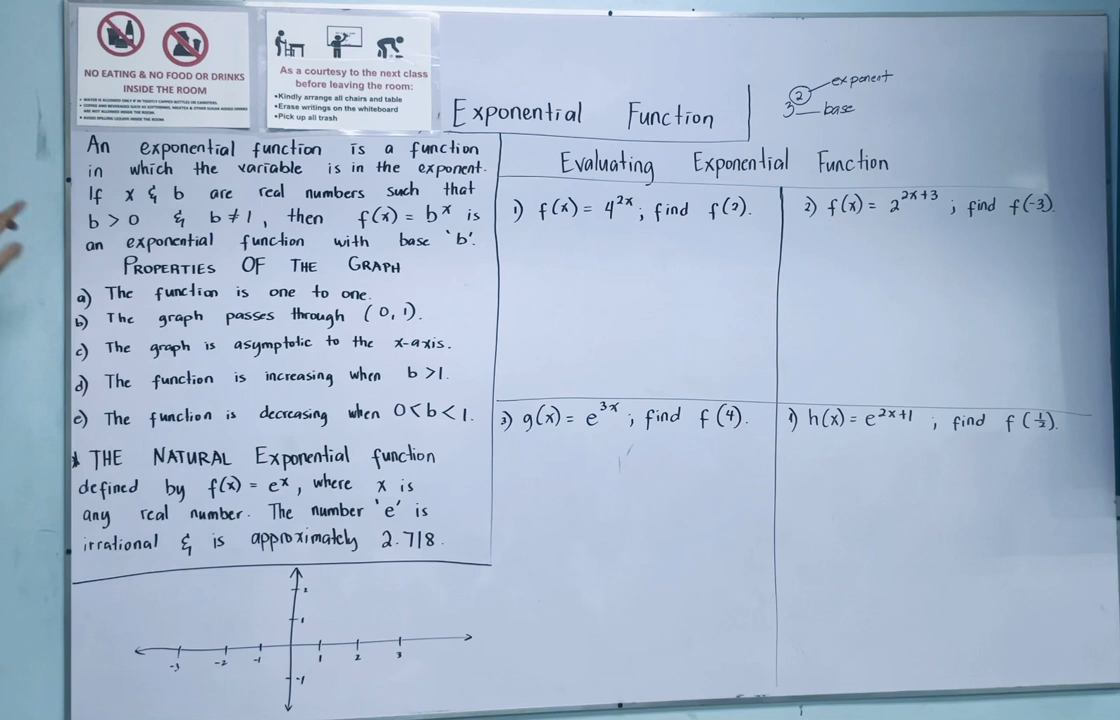 NO EATING & NO FOOD OR DRINKS
INSIDE THE ROOM
As a courtesy to the next class
before leaving the room:
•Kindly arrange all chairs and table
•Erase writings on the whiteboard
•Pick up all trash
Exponential Function
2 exponent
3 base
An exponential function is a function
in which the variable is in the exponent.
If x & b are real numbers such that
b > 0 & b ≠ 1, then f(x) = b^x is
an exponential function with base 'b'.
PROPERTIES OF THE GRAPH
a) The function is one to one.
b) The graph passes through (0,1).
c) The graph is asymptotic to the x-axis.
d) The function is increasing when b >1.
e) The function is decreasing when 0<b<1.
* THE NATURAL Exponential function
defined by f(x) = e^x, where x is
any real number. The number 'e' is
irrational & is approximately 2.718.
2
1
-3 -2 -1 1 2 3
-1
Evaluating Exponential Function
1) f(x) = 4^2x ; find f(2).
2) f(x) = 2^2x+3 ; find f(-3).
3) g(x) = e^3x ; find f(4).
h(x) = e^2x+1 ; find f(1/2).